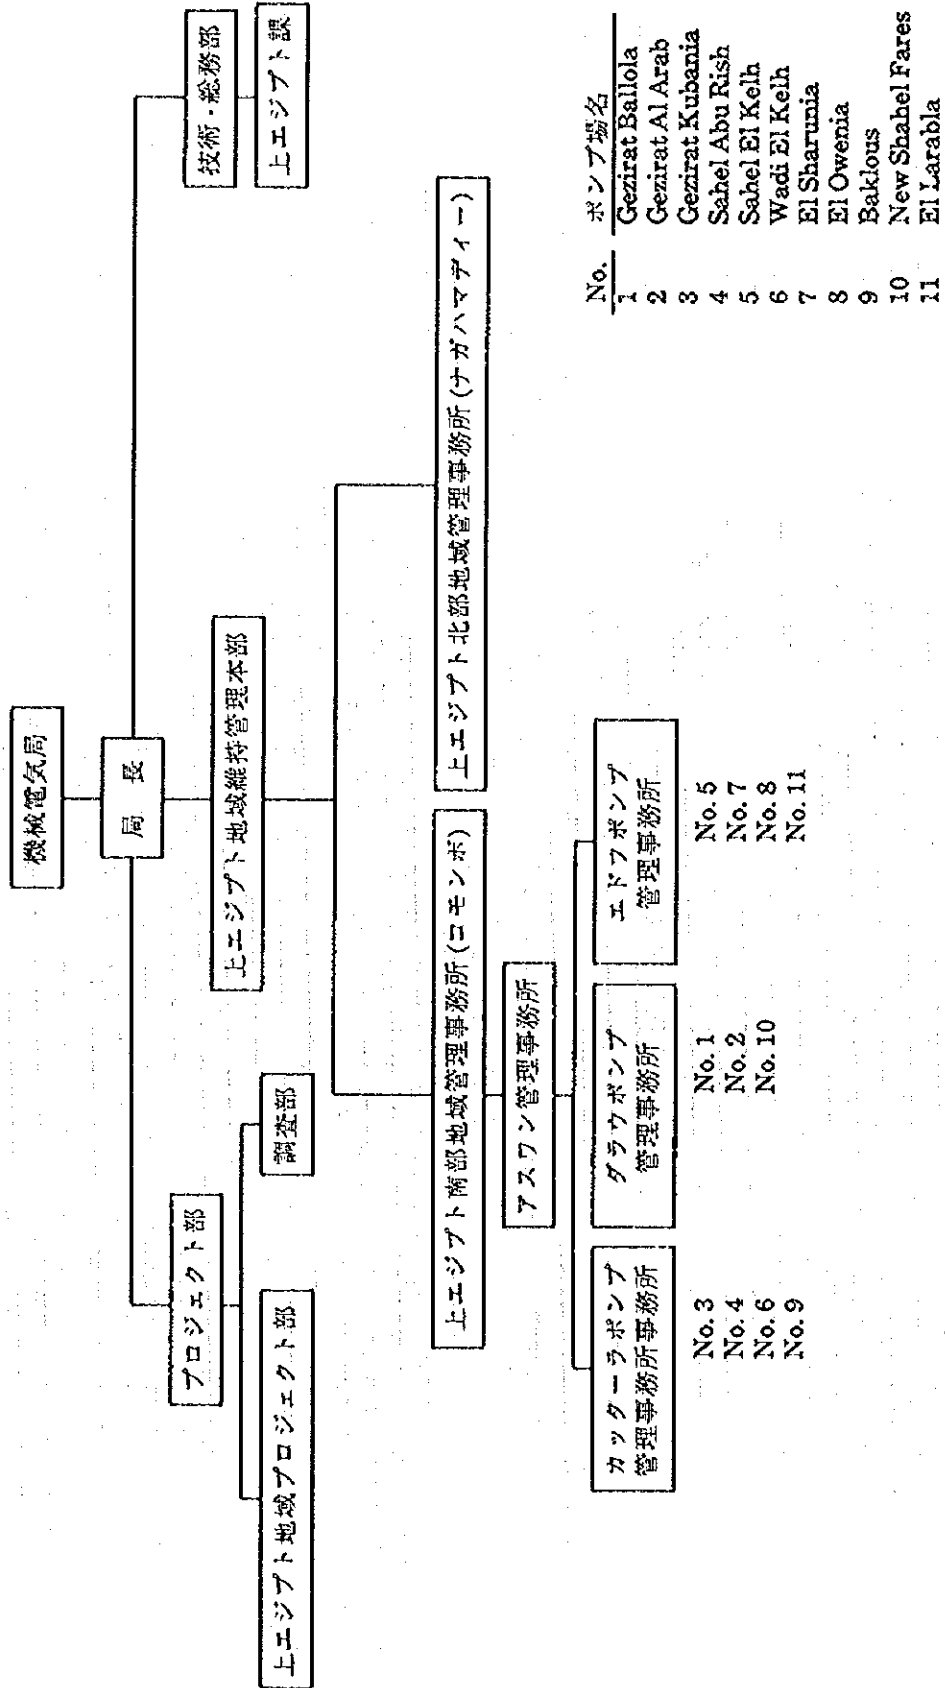 機械電気局
局 長
プロジェクト部
上エジプト地域維持管理本部
技術・総務部
上エジプト地域プロジェクト部
調査部
上エジプト課
上エジプト南部地域管理事務所(コモンボ)
上エジプト北部地域管理事務所(ナガハマディー)
アスワン管理事務所
カッターラポンプ
管理事務所事務所
ダラウポンプ
管理事務所
エドフポンプ
管理事務所
No. 3
No. 4
No. 6
No. 9
No. 1
No. 2
No. 10
No. 5
No. 7
No. 8
No. 11
No. ポンプ場名
1 Gezirat Ballola
2 Gezirat Al Arab
3 Gezirat Kubania
4 Sahel Abu Rish
5 Sahel El Kelh
6 Wadi El Kelh
7 El Sharunia
8 El Owenia
9 Baklous
10 New Shahel Fares
11 El Larabla